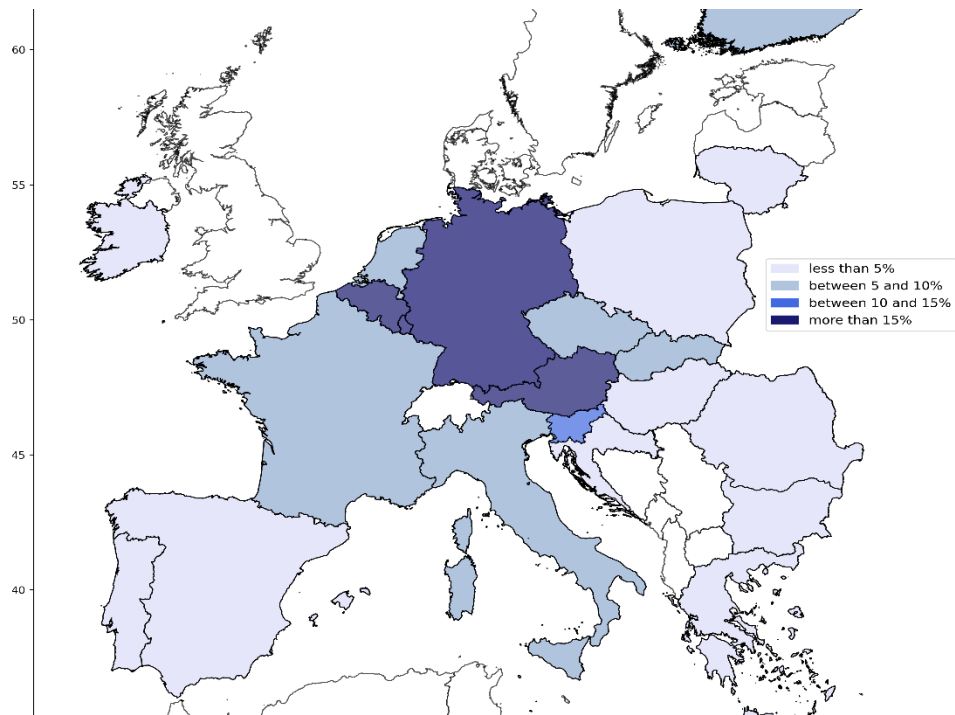 60
55
50
45
40
less than 5%
between 5 and 10%
between 10 and 15%
more than 15%